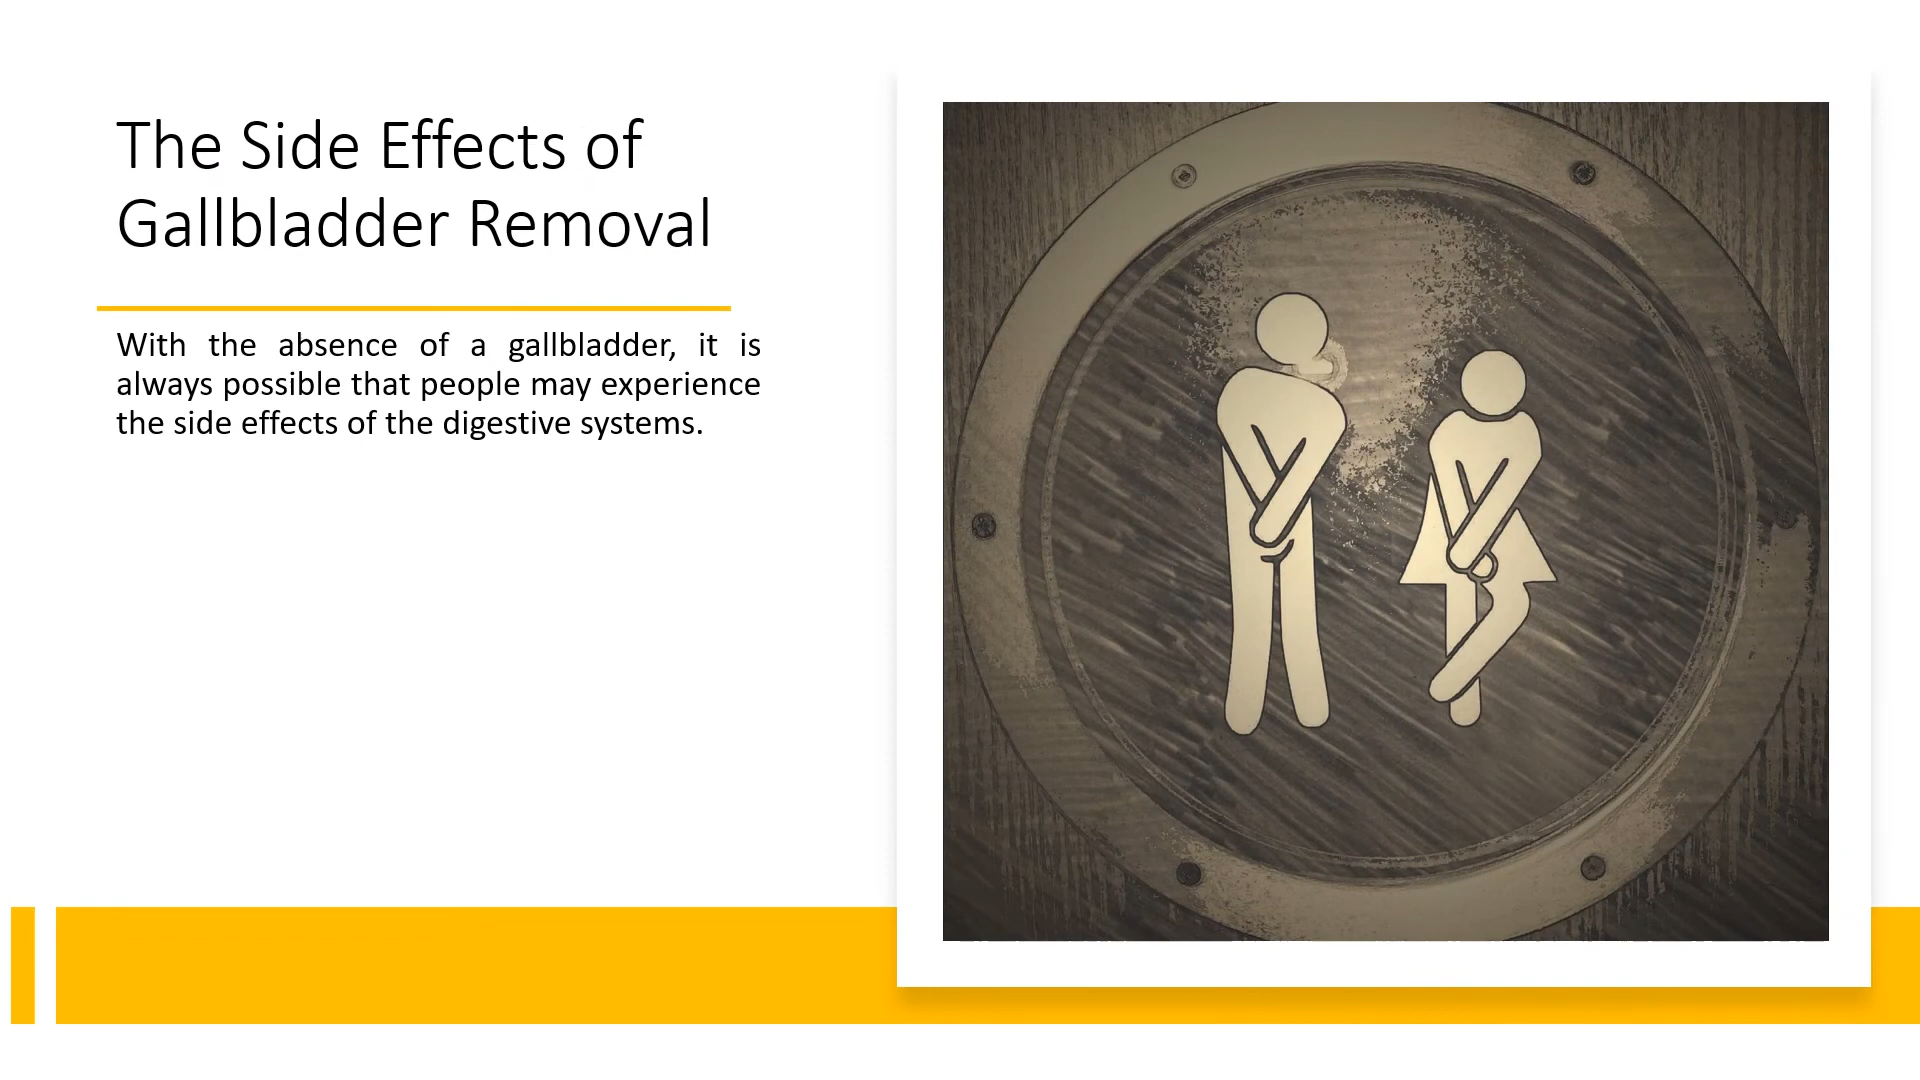 The Side Effects of
Gallbladder Removal
With the absence of a gallbladder, it is
always possible that people may experience
the side effects of the digestive systems.